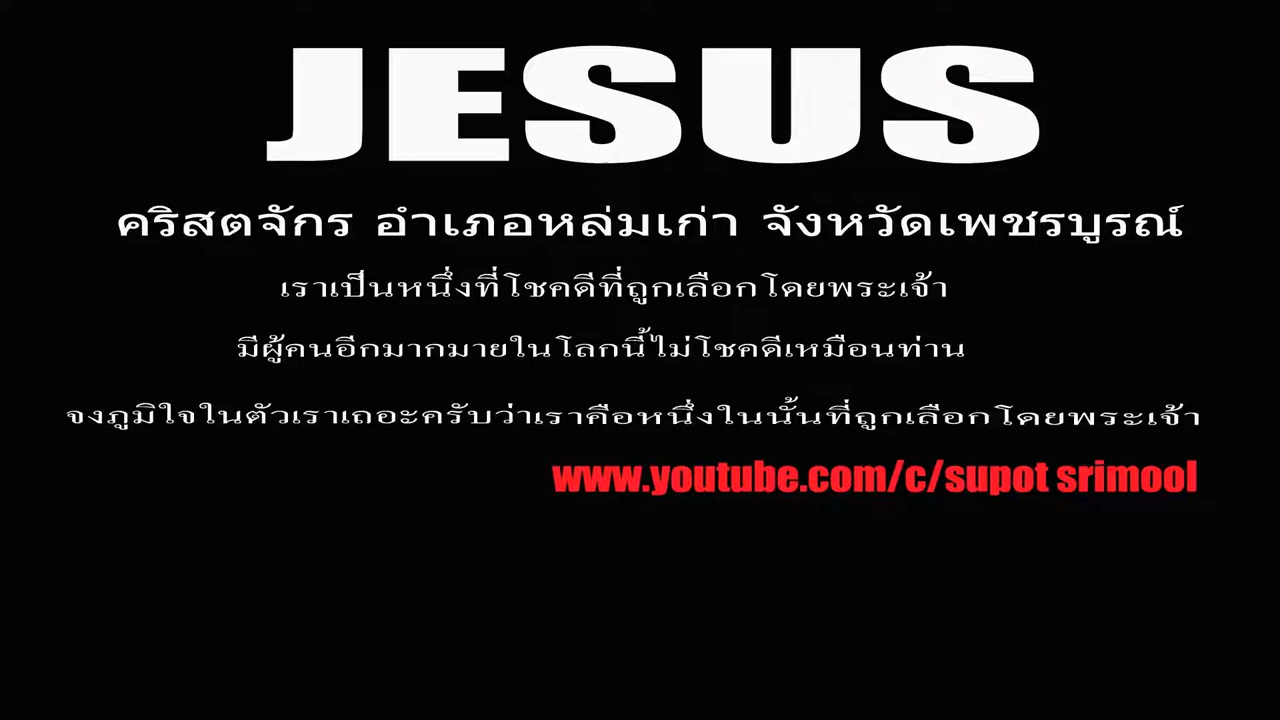 JESUS
คริสตจักร อำเภอหล่มเก่า จังหวัดเพชรบูรณ์
เราเป็นหนึ่งที่โชคดีที่ถูกเลือกโดยพระเจ้า
มีผู้คนอีกมากมายในโลกนี้ไม่โชคดีเหมือนท่าน
จงภูมิใจในตัวเราเถอะครับว่าเราคือหนึ่งในนั้นที่ถูกเลือกโดยพระเจ้า
www.youtube.com/c/supot srimool